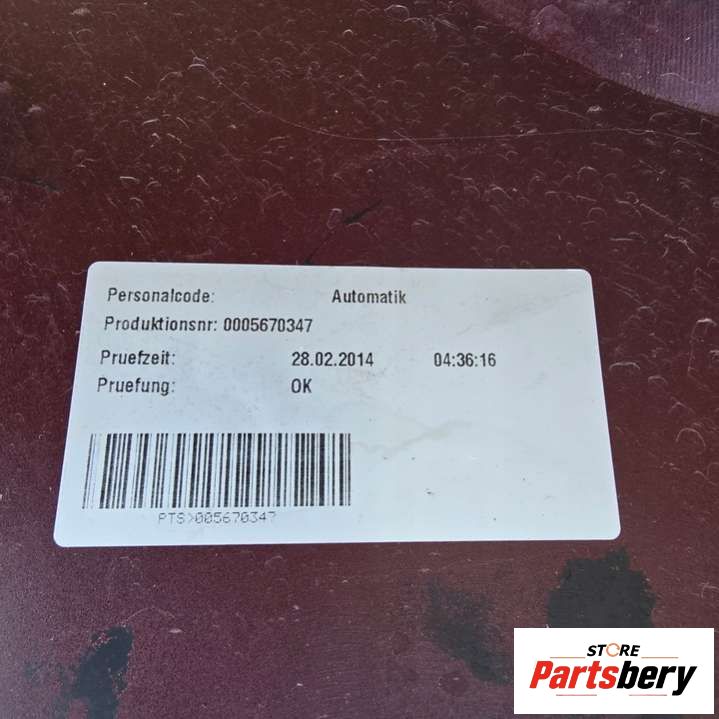 Personalcode: Automatik
Produktionsnr: 0005670347
Pruefzeit: 28.02.2014 04:36:16
Pruefung: OK
PTS>005670347
STORE
Partsbery